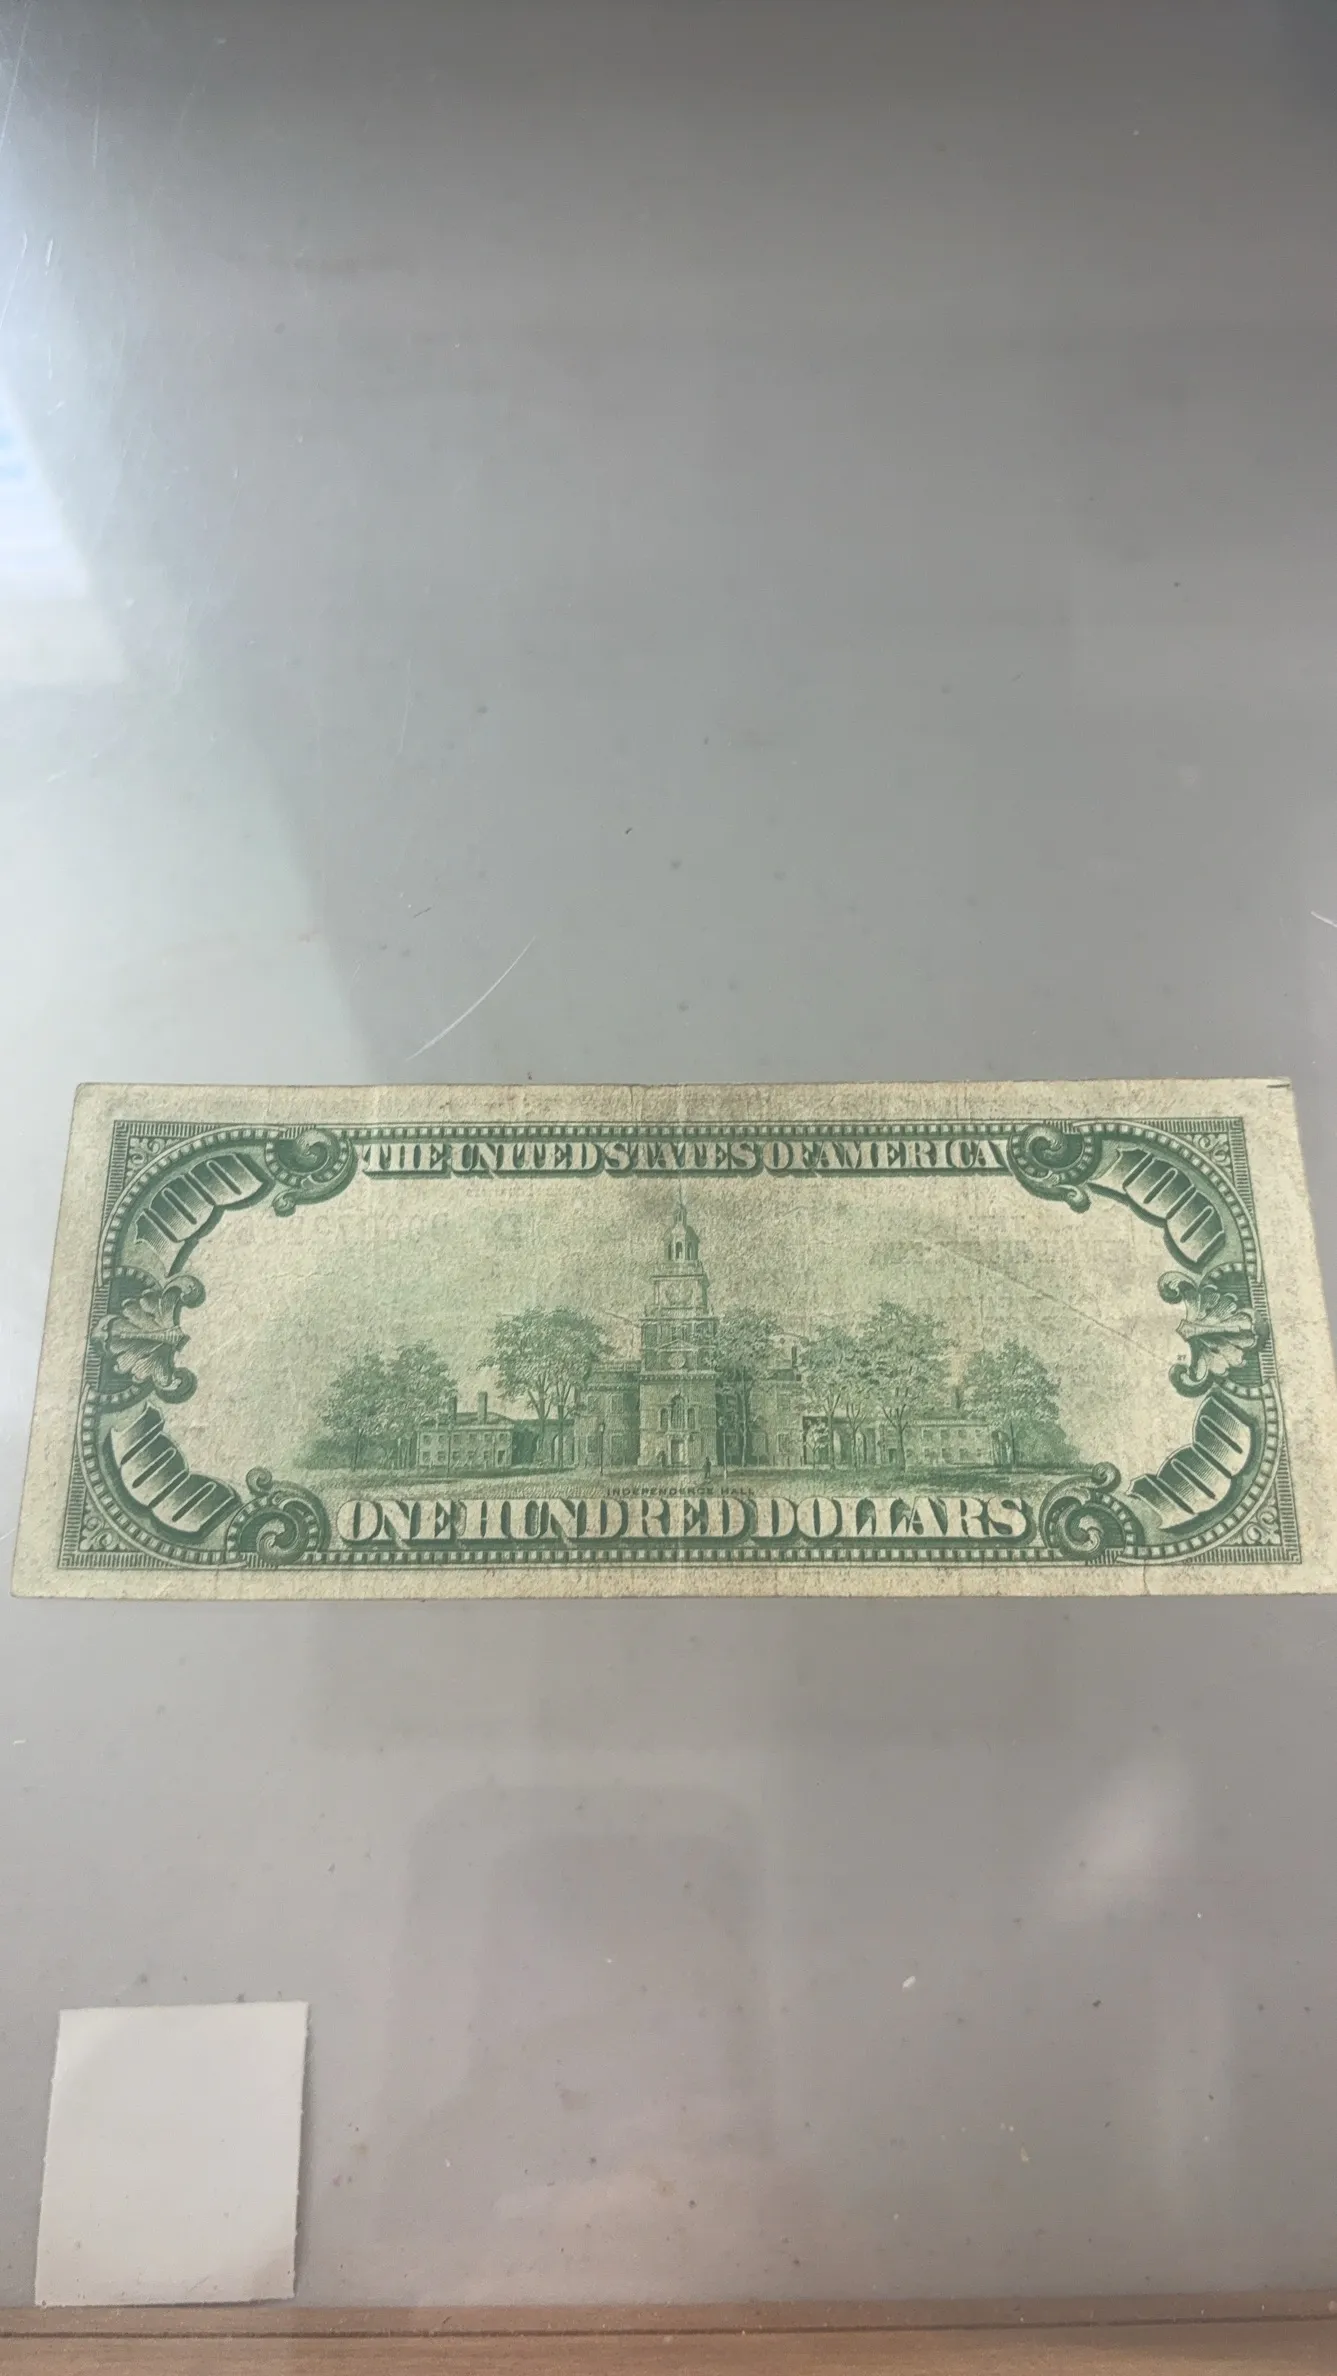 THE UNITED STATES OF AMERICA
100
100
INDEPENDENCE HALL
100
100
ONE HUNDRED DOLLARS